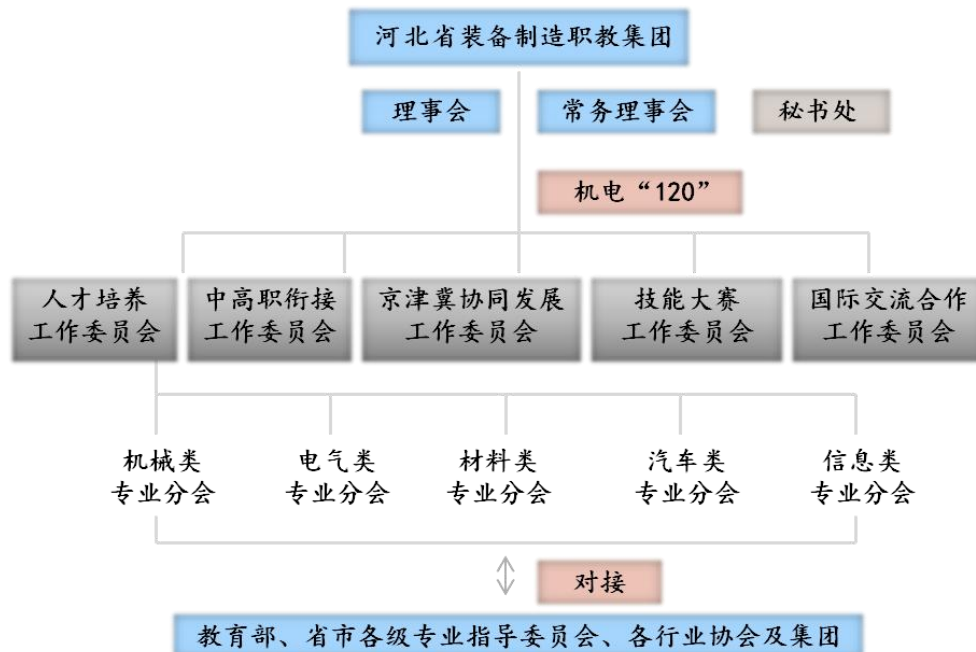 河北省装备制造职教集团
理事会
常务理事会
秘书处
机电“120”
人才培养
工作委员会
中高职衔接
工作委员会
京津冀协同发展
工作委员会
技能大赛
工作委员会
国际交流合作
工作委员会
机械类
专业分会
电气类
专业分会
材料类
专业分会
汽车类
专业分会
信息类
专业分会
对接
教育部、省市各级专业指导委员会、各行业协会及集团